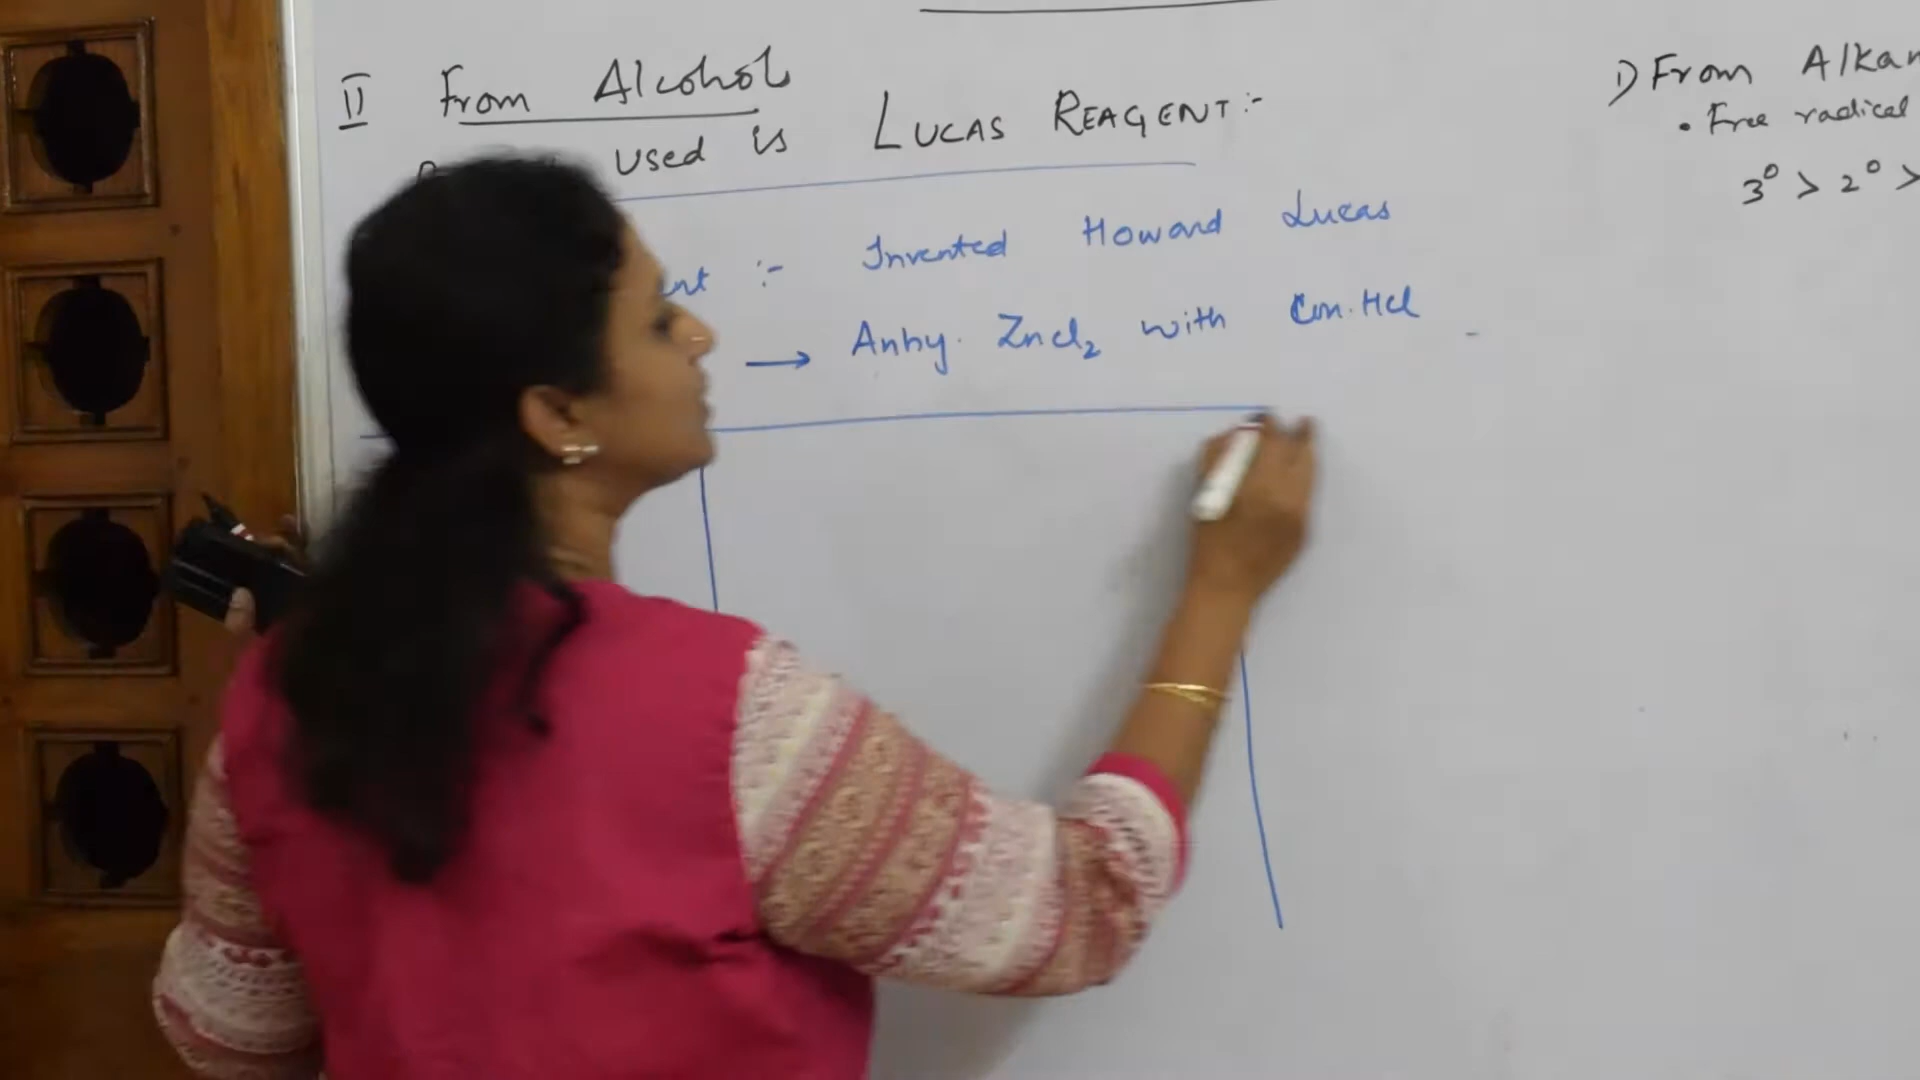 II From Alcohol
used is LUCAS REAGENT:-
:- Invented Howard Lucas
→ Anhy. ZnCl₂ with Con.HCl
1) From Alkan
• Free radical
3° > 2° >